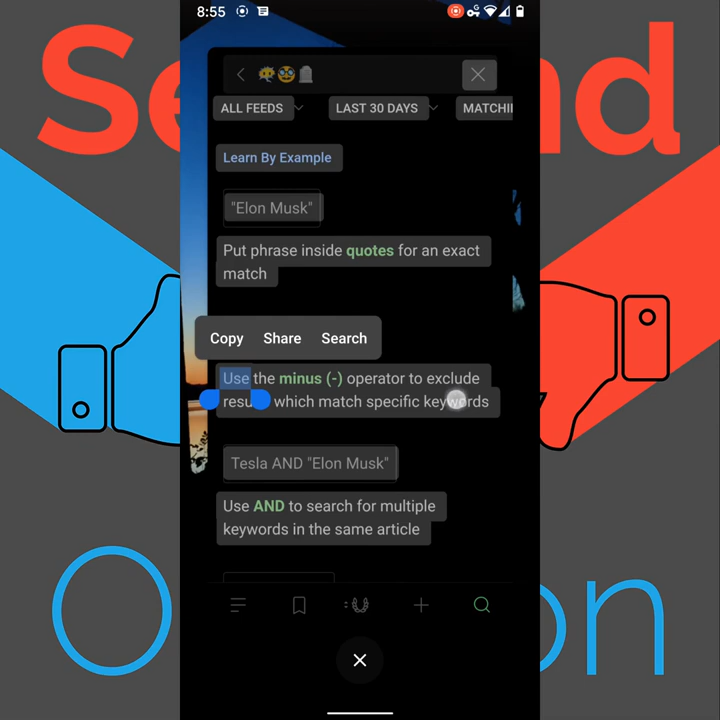 8:55
ALL FEEDS
LAST 30 DAYS
Learn By Example
"Elon Musk"
Put phrase inside quotes for an exact
match
Copy
Share
Search
Use the minus (-) operator to exclude
which match specific keywords
Tesla AND "Elon Musk"
Use AND to search for multiple
keywords in the same article